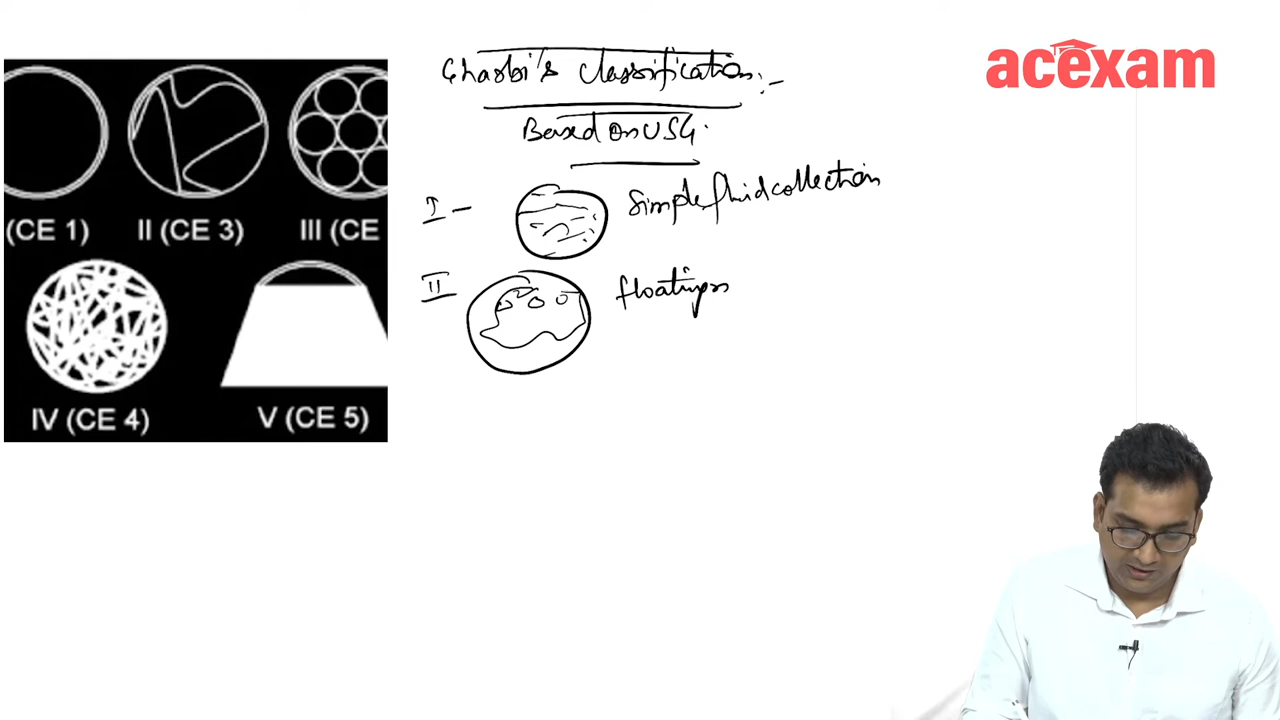 acexam
Gharbi's classification:-
Based on USG.
I - Simple fluid collection
II
(CE 1) II (CE 3) III (CE
IV (CE 4) V (CE 5)